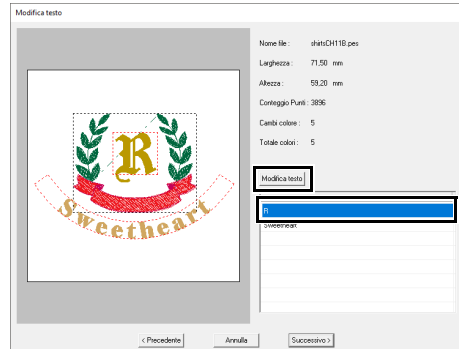 Modifica testo
Nome file : shirtsCH11B.pes
Larghezza : 71,50 mm
Altezza : 59,20 mm
Conteggio Punti : 3896
Cambi colore : 5
Totale colori : 5
R
Sweetheart
Modifica testo
R
Sweetheart
< Precedente Annulla Successivo >